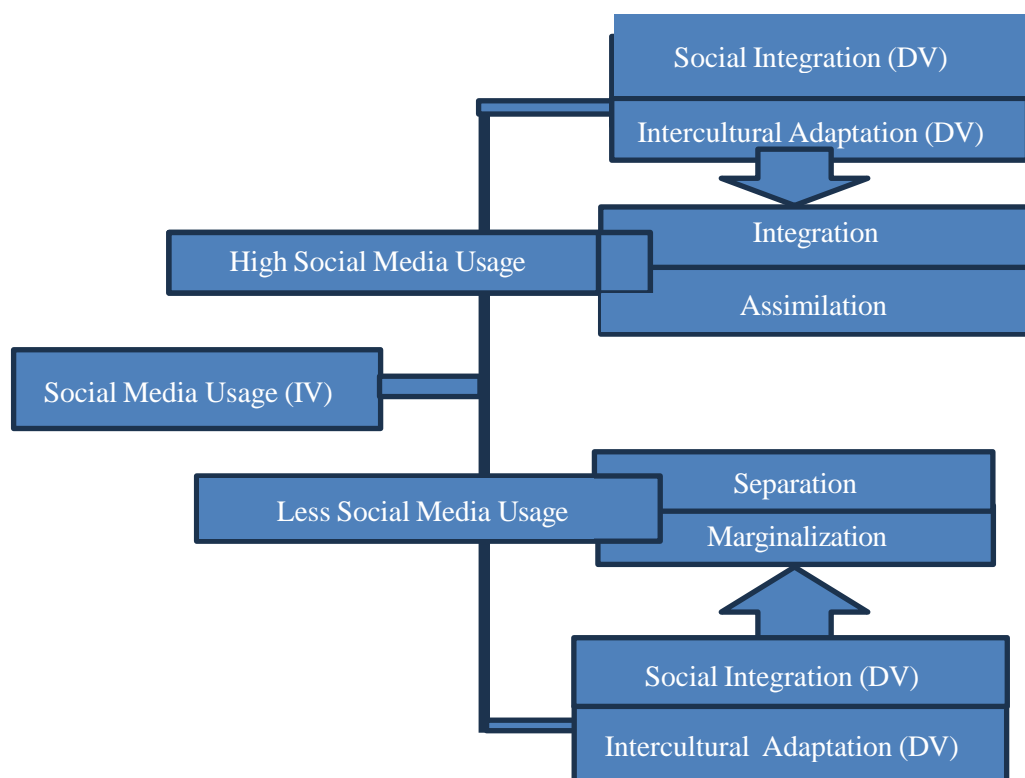 Social Integration (DV)
Intercultural Adaptation (DV)
Integration
High Social Media Usage
Assimilation
Social Media Usage (IV)
Separation
Less Social Media Usage
Marginalization
Social Integration (DV)
Intercultural Adaptation (DV)